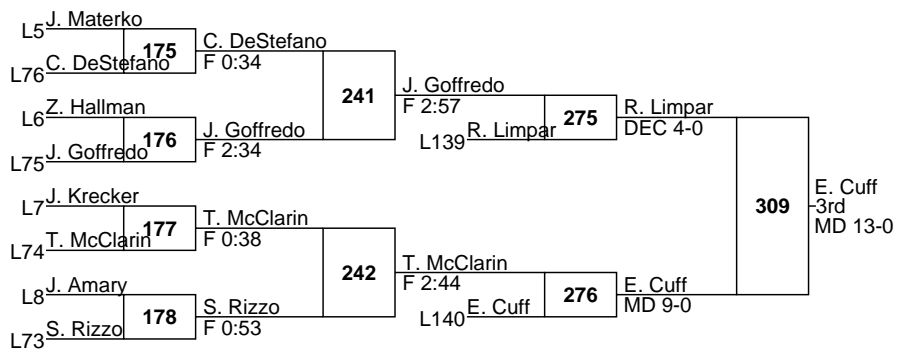 J. Materko
L5
175
C. DeStefano
F 0:34
L76
C. DeStefano
241
J. Goffredo
F 2:57
Z. Hallman
L6
176
J. Goffredo
F 2:34
L75
J. Goffredo
L139
R. Limpar
275
R. Limpar
DEC 4-0
J. Krecker
L7
177
T. McClarin
F 0:38
L74
T. McClarin
242
T. McClarin
F 2:44
J. Amary
L8
178
S. Rizzo
F 0:53
L73
S. Rizzo
L140
E. Cuff
276
E. Cuff
MD 9-0
309
E. Cuff
3rd
MD 13-0